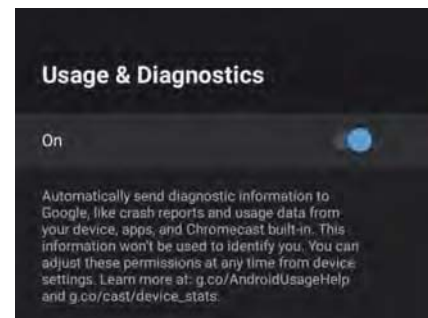 Usage & Diagnostics
On
Automatically send diagnostic information to
Google, like crash reports and usage data from
your device, apps, and Chromecast built-in. This
information won't be used to identify you. You can
adjust these permissions at any time from device
settings. Learn more at: g.co/AndroidUsageHelp
and g.co/cast/device_stats.